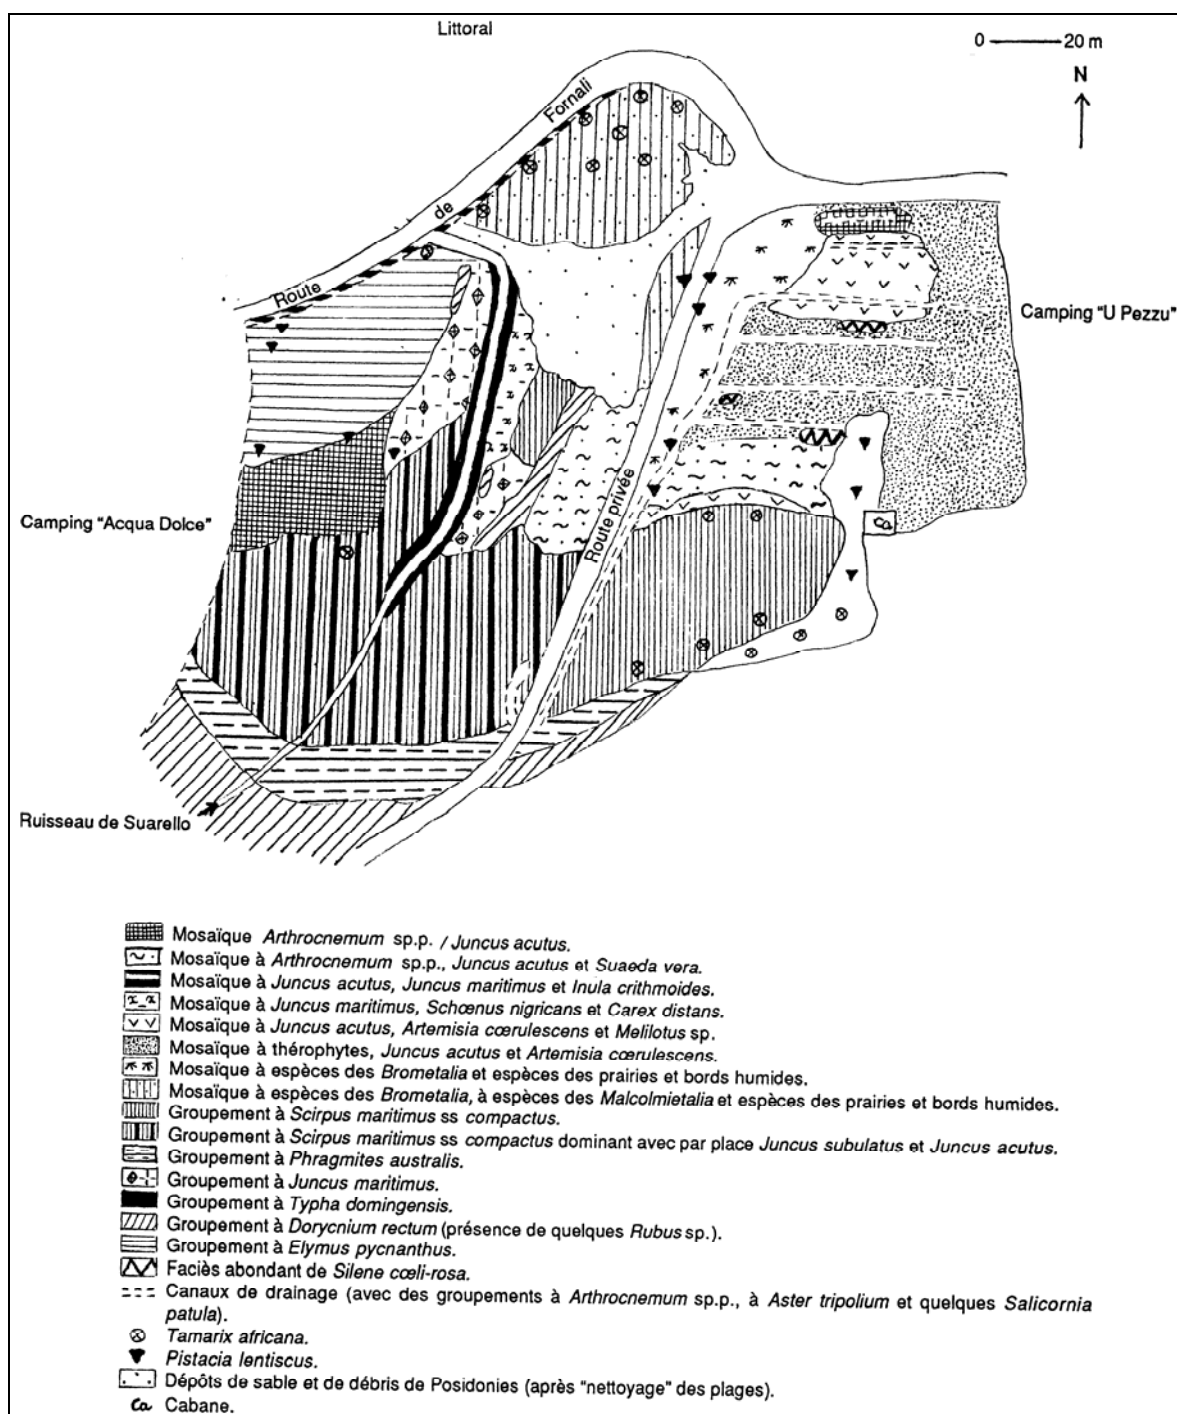 Littoral
0 20 m
N
Route de Fornali
Camping "U Pezzu"
Camping "Acqua Dolce"
Route privée
Ca
Ruisseau de Suarello
Mosaïque Arthrocnemum sp.p. / Juncus acutus.
Mosaïque à Arthrocnemum sp.p., Juncus acutus et Suaeda vera.
Mosaïque à Juncus acutus, Juncus maritimus et Inula crithmoides.
Mosaïque à Juncus maritimus, Schœnus nigricans et Carex distans.
Mosaïque à Juncus acutus, Artemisia cœrulescens et Melilotus sp.
Mosaïque à thérophytes, Juncus acutus et Artemisia cœrulescens.
Mosaïque à espèces des Brometalia et espèces des prairies et bords humides.
Mosaïque à espèces des Brometalia, à espèces des Malcolmietalia et espèces des prairies et bords humides.
Groupement à Scirpus maritimus ss compactus.
Groupement à Scirpus maritimus ss compactus dominant avec par place Juncus subulatus et Juncus acutus.
Groupement à Phragmites australis.
Groupement à Juncus maritimus.
Groupement à Typha domingensis.
Groupement à Dorycnium rectum (présence de quelques Rubus sp.).
Groupement à Elymus pycnanthus.
Faciès abondant de Silene cœli-rosa.
Canaux de drainage (avec des groupements à Arthrocnemum sp.p., à Aster tripolium et quelques Salicornia
patula).
Tamarix africana.
Pistacia lentiscus.
Dépôts de sable et de débris de Posidonies (après "nettoyage" des plages).
Ca Cabane.